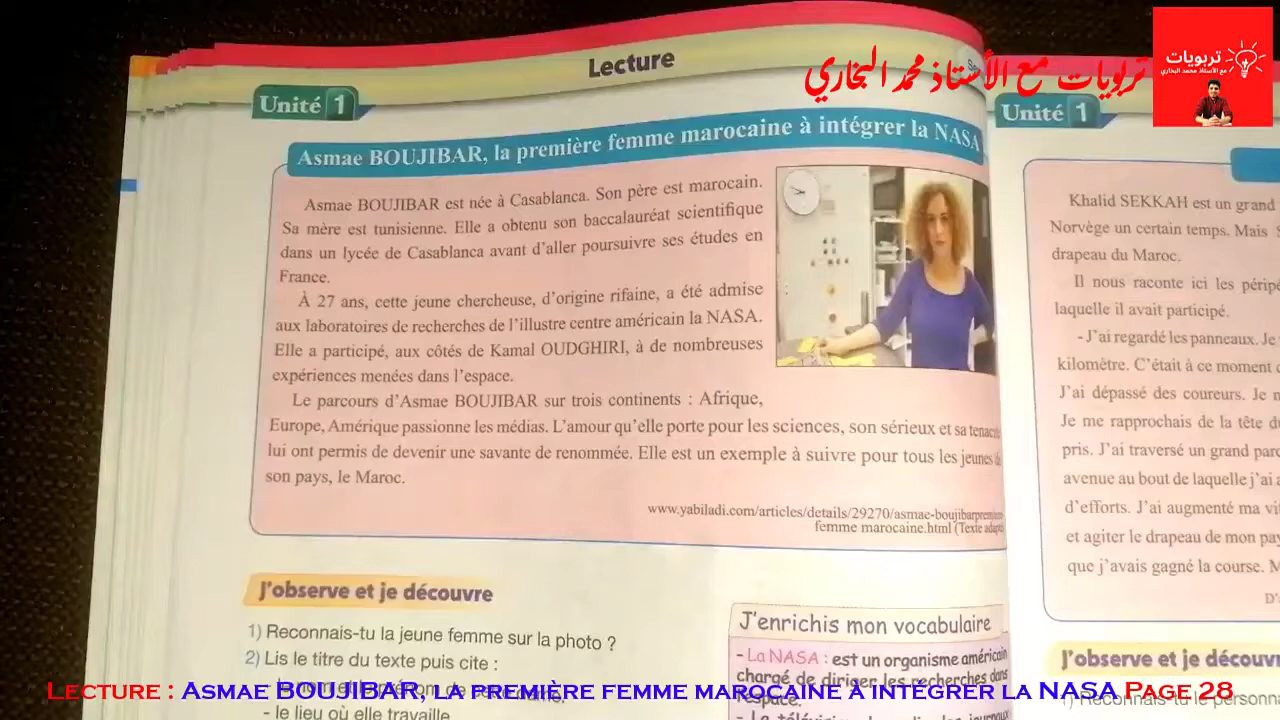 Lecture
تربويات مع الأستاذ محمد البخاري
تربويات
مع الأستاذ محمد البخاري
Unité 1
Asmae BOUJIBAR, la première femme marocaine à intégrer la NASA
Asmae BOUJIBAR est née à Casablanca. Son père est marocain.
Sa mère est tunisienne. Elle a obtenu son baccalauréat scientifique
dans un lycée de Casablanca avant d'aller poursuivre ses études en
France.
À 27 ans, cette jeune chercheuse, d'origine rifaine, a été admise
aux laboratoires de recherches de l'illustre centre américain la NASA.
Elle a participé, aux côtés de Kamal OUDGHIRI, à de nombreuses
expériences menées dans l'espace.
Le parcours d'Asmae BOUJIBAR sur trois continents : Afrique,
Europe, Amérique passionne les médias. L'amour qu'elle porte pour les sciences, son sérieux et sa
lui ont permis de devenir une savante de renommée. Elle est un exemple à suivre pour tous les jeunes
son pays, le Maroc.
www.yabiladi.com/articles/details/29270/asmae-boujibarpremiere-
femme marocaine.html (Texte
J'observe et je découvre
1) Reconnais-tu la jeune femme sur la photo ?
2) Lis le titre du texte puis cite :
- le lieu où elle travaille
J'enrichis mon vocabulaire
- La NASA : est un organisme américain
chargé de diriger les recherches dans
l'espace.
Unité 1
Khalid SEKKAH est un grand
Norvège un certain temps. Mais
drapeau du Maroc.
Il nous raconte ici les
laquelle il avait participé.
- J'ai regardé les panneaux. Je
kilomètre. C'était à ce moment
J'ai dépassé des coureurs. Je
Je me rapprochais de la tête
pris. J'ai traversé un grand parc
avenue au bout de laquelle j'ai
d'efforts. J'ai augmenté ma
et agiter le drapeau de mon pay
que j'avais gagné la course.
J'observe et je
Lecture : Asmae BOUJIBAR, la première femme marocaine à intégrer la NASA Page 28